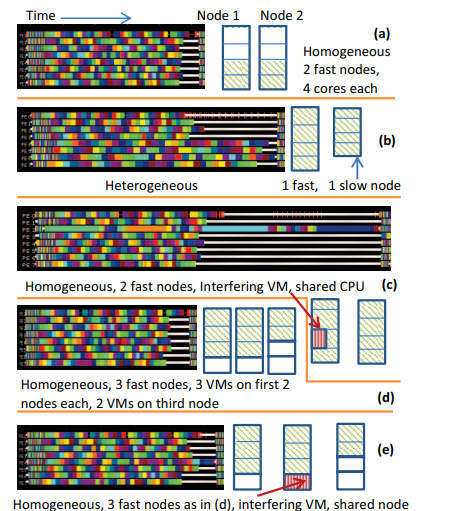 Time
Node 1
Node 2
(a)
Homogeneous
2 fast nodes,
4 cores each
(b)
Heterogeneous
1 fast,
1 slow node
Homogeneous, 2 fast nodes, Interfering VM, shared CPU
(c)
Homogeneous, 3 fast nodes, 3 VMs on first 2
nodes each, 2 VMs on third node
(d)
(e)
Homogeneous, 3 fast nodes as in (d), interfering VM, shared node